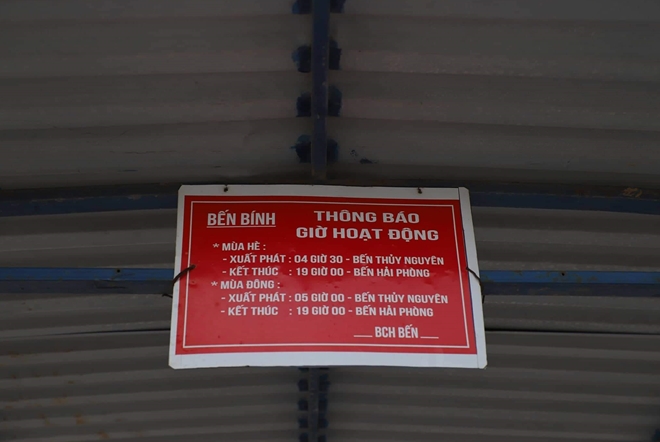 BẾN BÍNH
THÔNG BÁO
GIỜ HOẠT ĐỘNG
* MÙA HÈ :
- XUẤT PHÁT : 04 GIỜ 30 - BẾN THỦY NGUYÊN
- KẾT THÚC : 19 GIỜ 00 - BẾN HẢI PHÒNG
* MÙA ĐÔNG :
- XUẤT PHÁT : 05 GIỜ 00 - BẾN THỦY NGUYÊN
- KẾT THÚC : 19 GIỜ 00 - BẾN HẢI PHÒNG
___ BCH BẾN ___